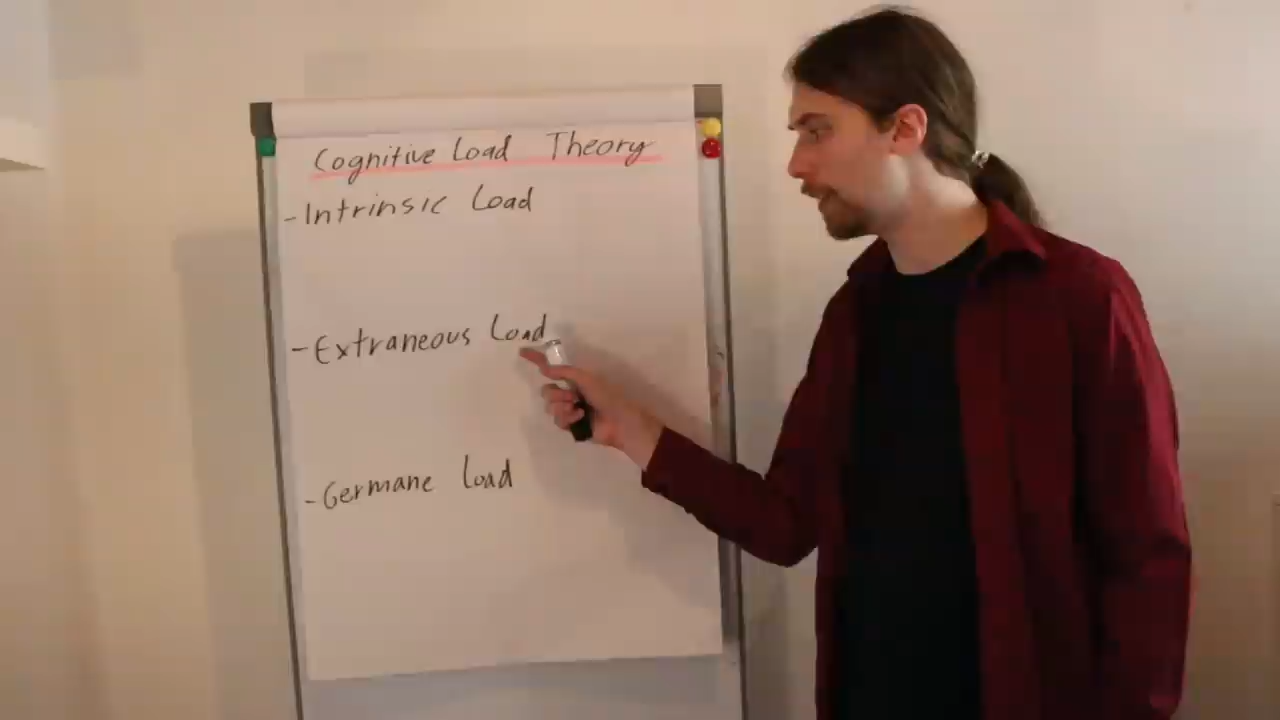 Cognitive Load Theory
- Intrinsic Load
- Extraneous Load
- Germane Load